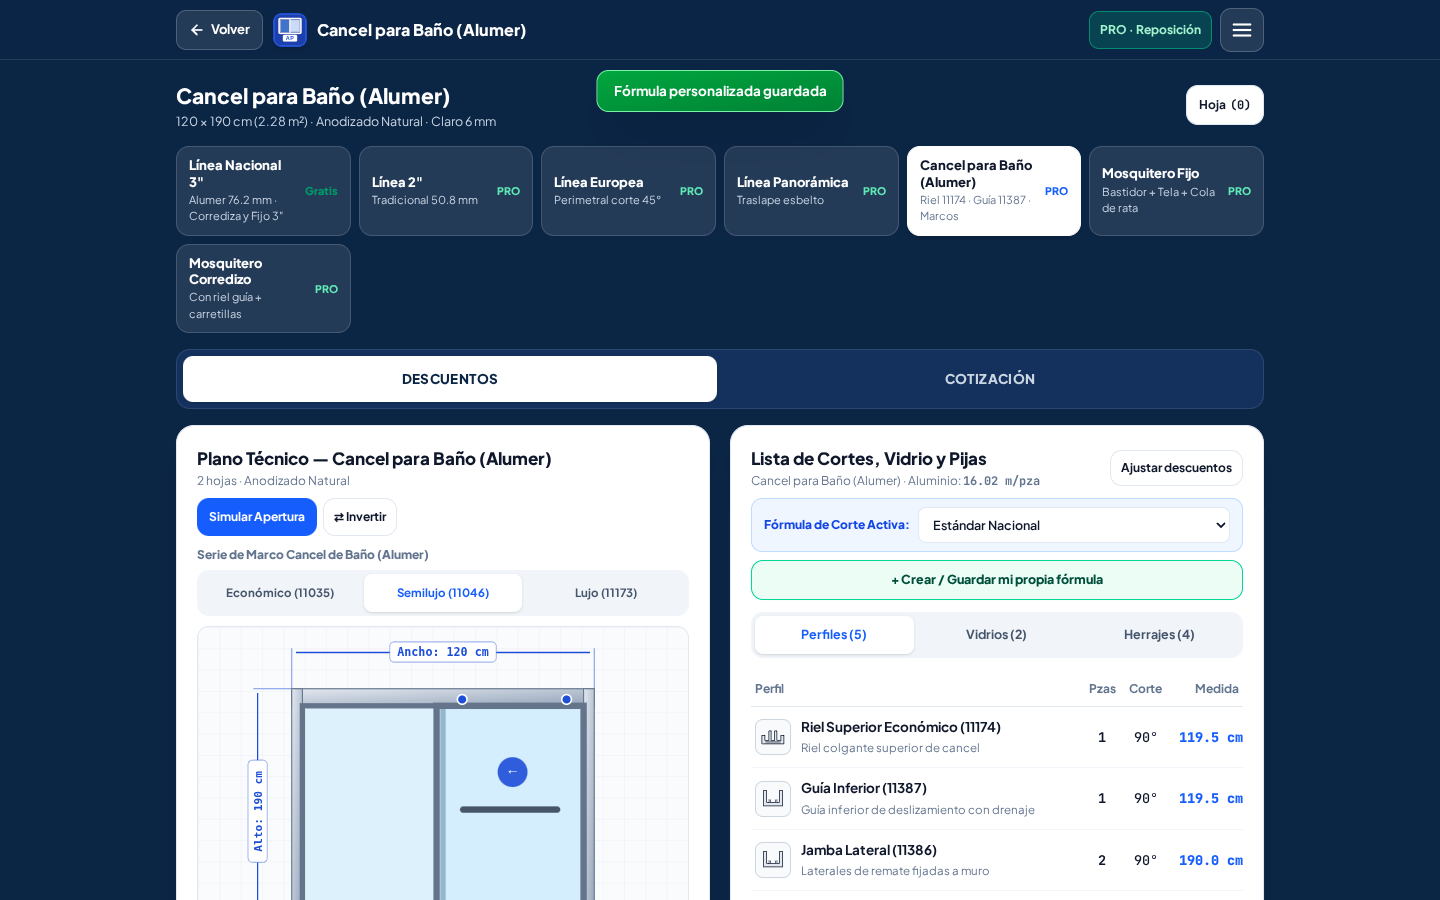 ← Volver
AP
Cancel para Baño (Alumer)
PRO · Reposición
Fórmula personalizada guardada
Cancel para Baño (Alumer)
120 × 190 cm (2.28 m²) · Anodizado Natural · Claro 6 mm
Hoja (0)
Línea Nacional
3"
Alumer 76.2 mm ·
Corrediza y Fijo 3"
Gratis
Línea 2"
Tradicional 50.8 mm
PRO
Línea Europea
Perimetral corte 45°
PRO
Línea Panorámica
Traslape esbelto
PRO
Cancel para Baño
(Alumer)
Riel 11174 · Guía 11387 ·
Marcos
PRO
Mosquitero Fijo
Bastidor + Tela + Cola
de rata
PRO
Mosquitero
Corredizo
Con riel guía +
carretillas
PRO
DESCUENTOS
COTIZACIÓN
Plano Técnico — Cancel para Baño (Alumer)
2 hojas · Anodizado Natural
Simular Apertura
⇄ Invertir
Serie de Marco Cancel de Baño (Alumer)
Económico (11035)
Semilujo (11046)
Lujo (11173)
Ancho: 120 cm
Alto: 190 cm
←
Lista de Cortes, Vidrio y Pijas
Cancel para Baño (Alumer) · Aluminio: 16.02 m/pza
Ajustar descuentos
Fórmula de Corte Activa:
Estándar Nacional
+ Crear / Guardar mi propia fórmula
Perfiles (5)
Vidrios (2)
Herrajes (4)
Perfil Pzas Corte Medida
Riel Superior Económico (11174)
Riel colgante superior de cancel
1 90° 119.5 cm
Guía Inferior (11387)
Guía inferior de deslizamiento con drenaje
1 90° 119.5 cm
Jamba Lateral (11386)
Laterales de remate fijadas a muro
2 90° 190.0 cm